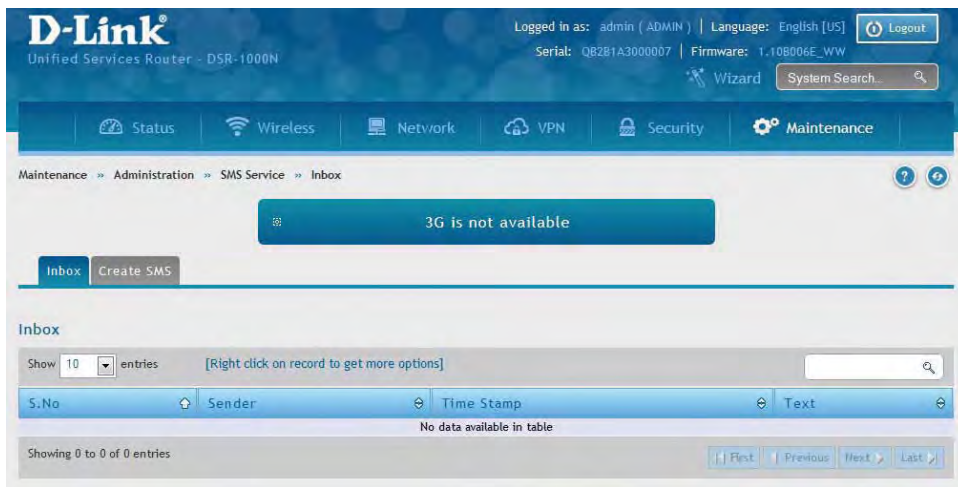 D-Link
Logged in as: admin ( ADMIN ) | Language: English [US]
Logout
Unified Services Router - DSR-1000N
Serial: QB2B1A3000007 | Firmware: 1.10B006E_WW
Wizard
System Search..
Status
Wireless
Network
VPN
Security
Maintenance
Maintenance » Administration » SMS Service » Inbox
?
3G is not available
Inbox
Create SMS
Inbox
Show 10 entries [Right click on record to get more options]
S.No Sender Time Stamp Text
No data available in table
Showing 0 to 0 of 0 entries
First Previous Next Last